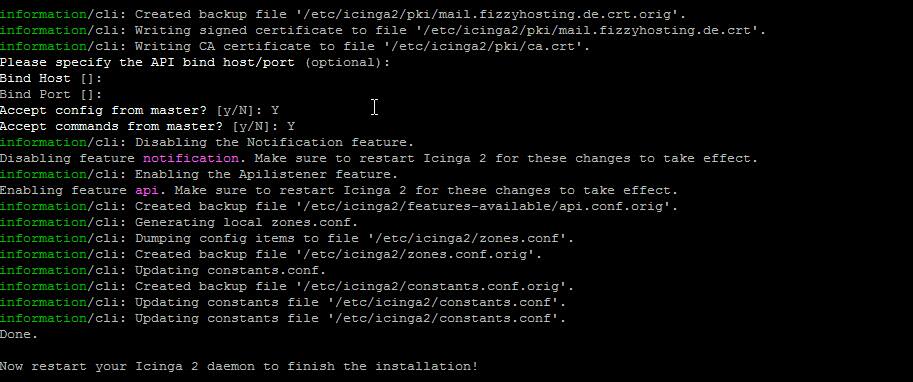 information/cli: Created backup file '/etc/icinga2/pki/mail.fizzyhosting.de.crt.orig'.
information/cli: Writing signed certificate to file '/etc/icinga2/pki/mail.fizzyhosting.de.crt'.
information/cli: Writing CA certificate to file '/etc/icinga2/pki/ca.crt'.
Please specify the API bind host/port (optional):
Bind Host []:
Bind Port []:
Accept config from master? [y/N]: Y
Accept commands from master? [y/N]: Y
information/cli: Disabling the Notification feature.
Disabling feature notification. Make sure to restart Icinga 2 for these changes to take effect.
information/cli: Enabling the Apilistener feature.
Enabling feature api. Make sure to restart Icinga 2 for these changes to take effect.
information/cli: Created backup file '/etc/icinga2/features-available/api.conf.orig'.
information/cli: Generating local zones.conf.
information/cli: Dumping config items to file '/etc/icinga2/zones.conf'.
information/cli: Created backup file '/etc/icinga2/zones.conf.orig'.
information/cli: Updating constants.conf.
information/cli: Created backup file '/etc/icinga2/constants.conf.orig'.
information/cli: Updating constants file '/etc/icinga2/constants.conf'.
information/cli: Updating constants file '/etc/icinga2/constants.conf'.
Done.
Now restart your Icinga 2 daemon to finish the installation!